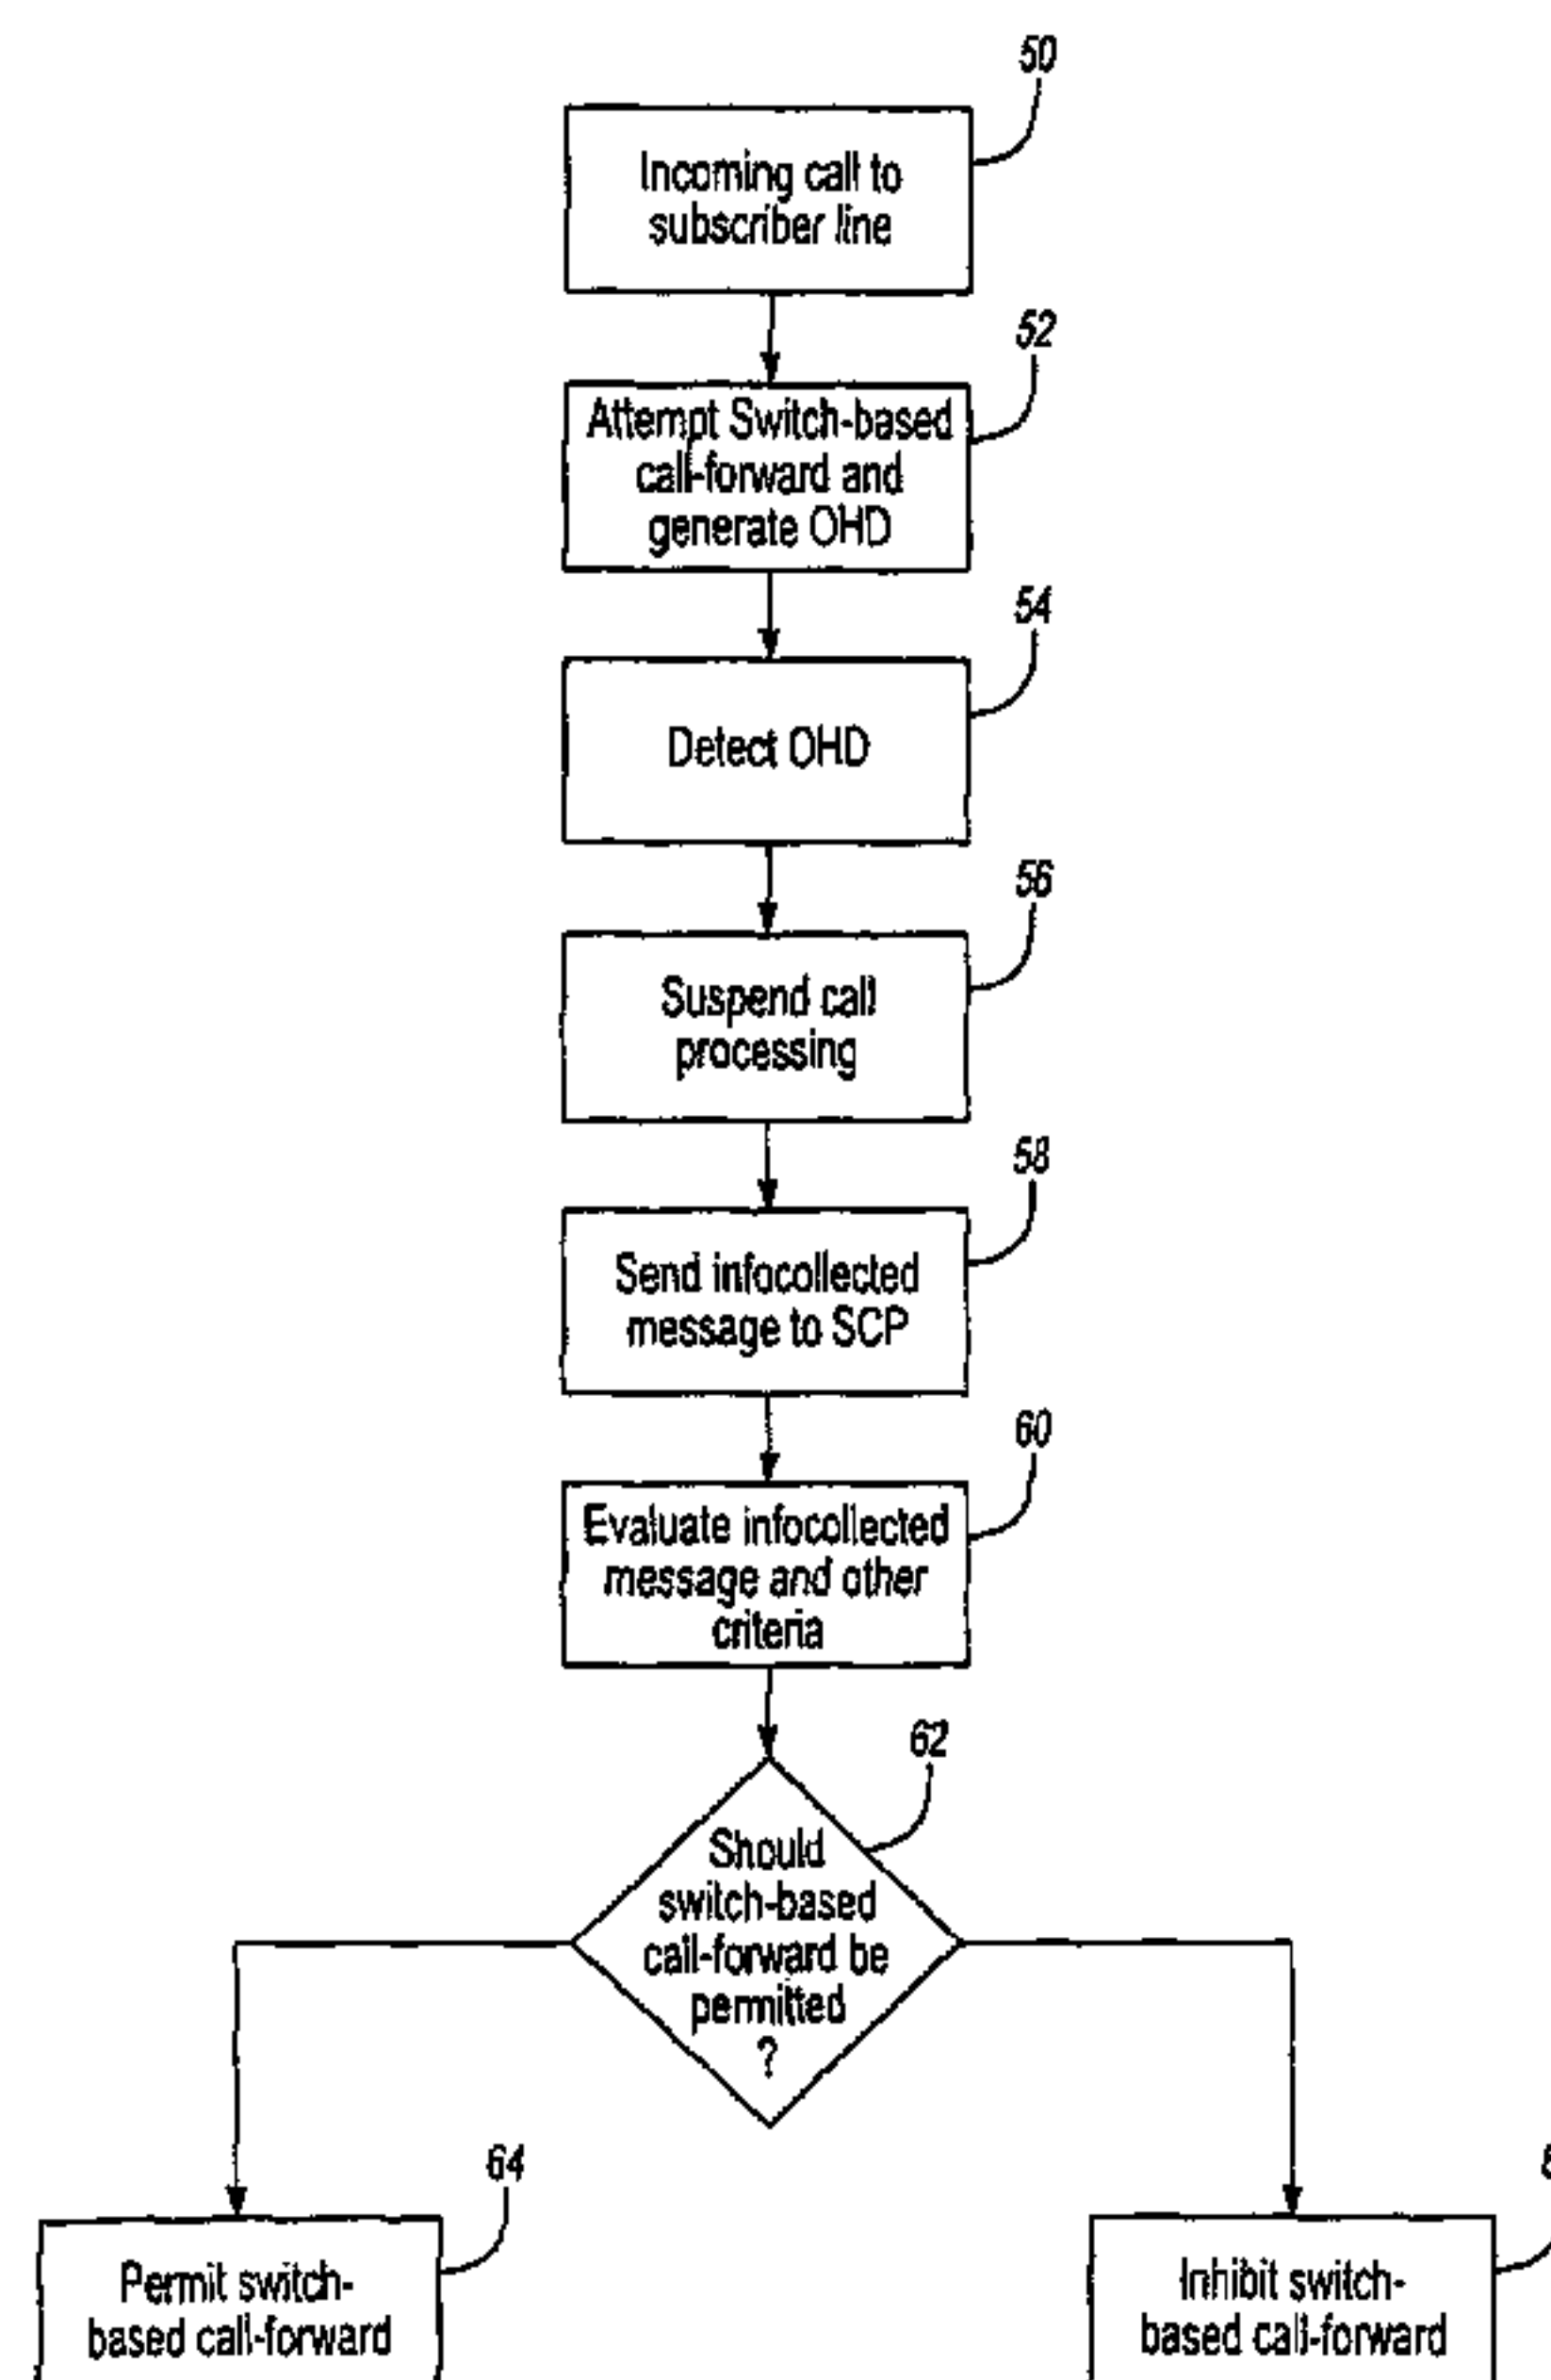 50
Incoming call to
subscriber line
52
Attempt Switch-based
call-forward and
generate OHD
54
Detect OHD
56
Suspend call
processing
58
Send infocollected
message to SCP
60
Evaluate infocollected
message and other
criteria
62
Should
switch-based
call-forward be
permitted
?
64
Permit switch-
based call-forward
Inhibit switch-
based call-forward